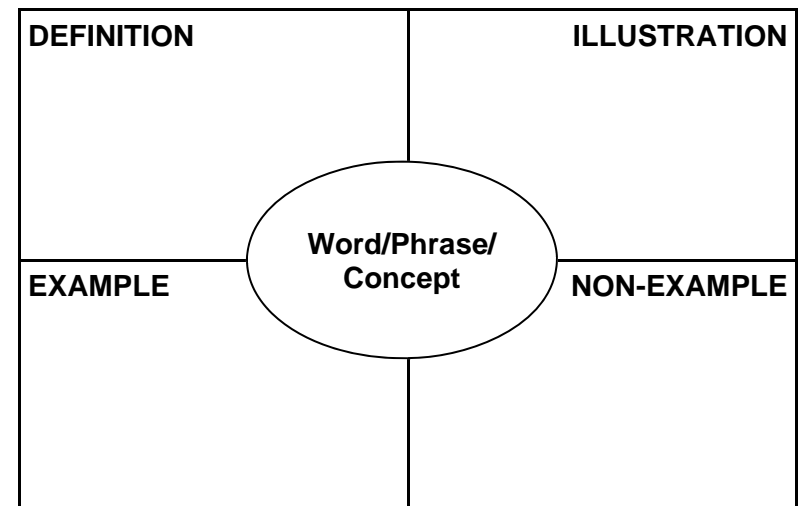 DEFINITION
ILLUSTRATION
Word/Phrase/
Concept
EXAMPLE
NON-EXAMPLE